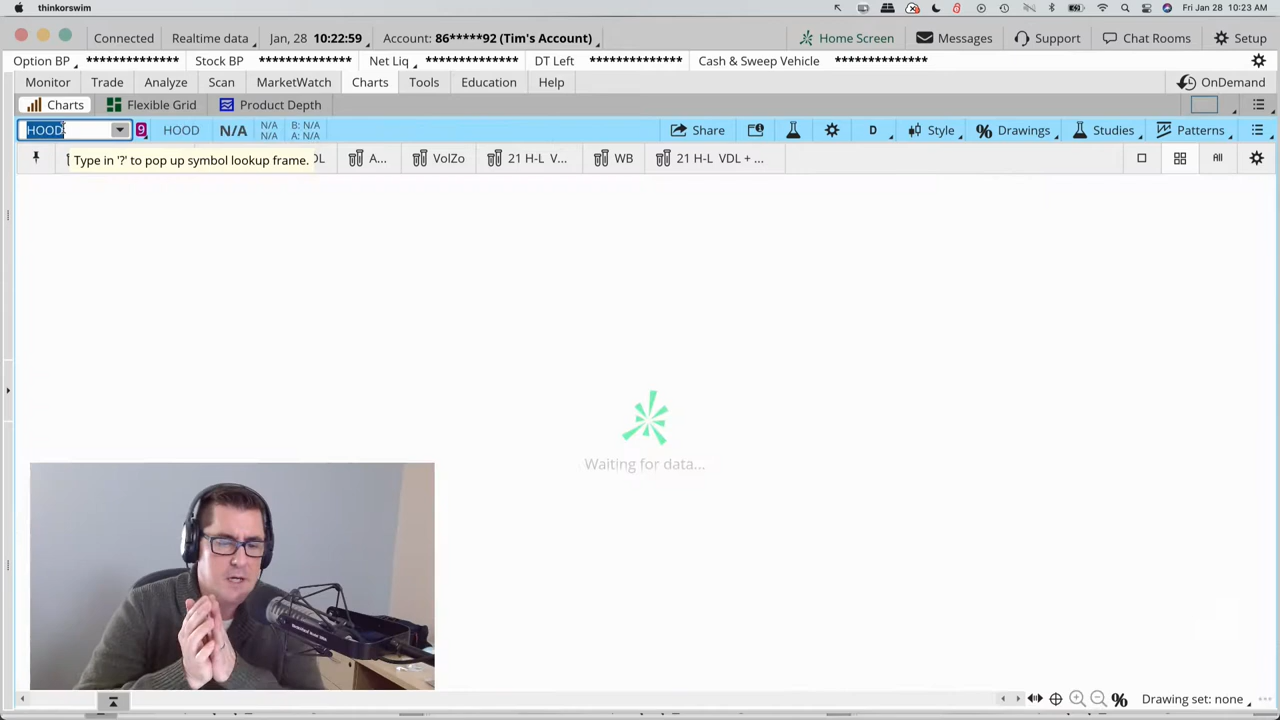 thinkorswim
Fri Jan 28 10:23 AM
Connected Realtime data Jan, 28 10:22:59 Account: 86*****92 (Tim's Account) Home Screen Messages Support Chat Rooms Setup
Option BP ************** Stock BP ************** Net Liq ************** DT Left ************** Cash & Sweep Vehicle **************
Monitor Trade Analyze Scan MarketWatch Charts Tools Education Help OnDemand
Charts Flexible Grid Product Depth
HOOD 9 HOOD N/A N/A N/A B: N/A A: N/A Share D Style Drawings Studies Patterns
Type in '?' to pop up symbol lookup frame. A... VolZo 21 H-L V... WB 21 H-L VDL + ... All
Waiting for data...
Drawing set: none